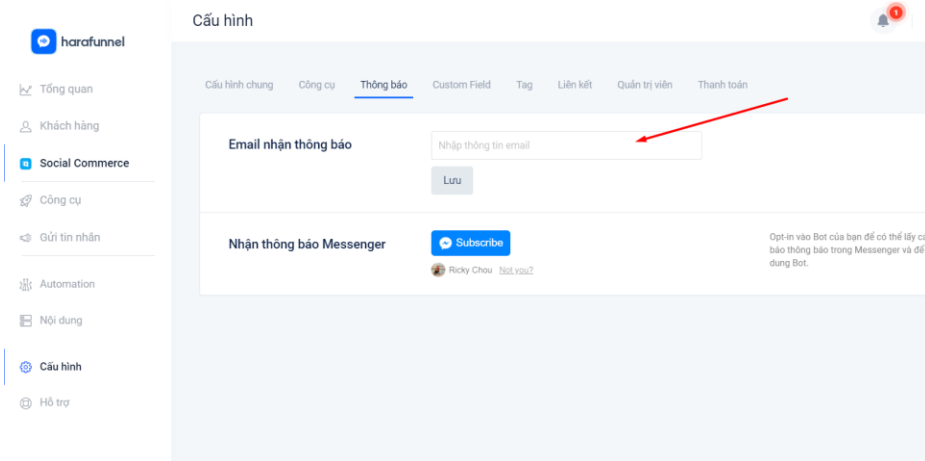 harafunnel
Tổng quan
Khách hàng
Social Commerce
Công cụ
Gửi tin nhắn
Automation
Nội dung
Cấu hình
Hỗ trợ
Cấu hình
1
Cấu hình chung Công cụ Thông báo Custom Field Tag Liên kết Quản trị viên Thanh toán
Email nhận thông báo
Nhập thông tin email
Lưu
Nhận thông báo Messenger
Subscribe
Ricky Chou Not you?
Opt-in vào Bot của bạn để có thể lấy
báo thông báo trong Messenger và để
dung Bot.